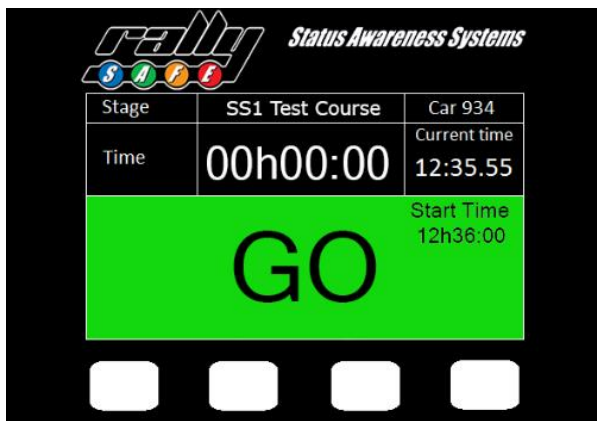 rally
SAFE
Status Awareness Systems
Stage
SS1 Test Course
Car 934
Time
00h00:00
Current time
12:35.55
GO
Start Time
12h36:00